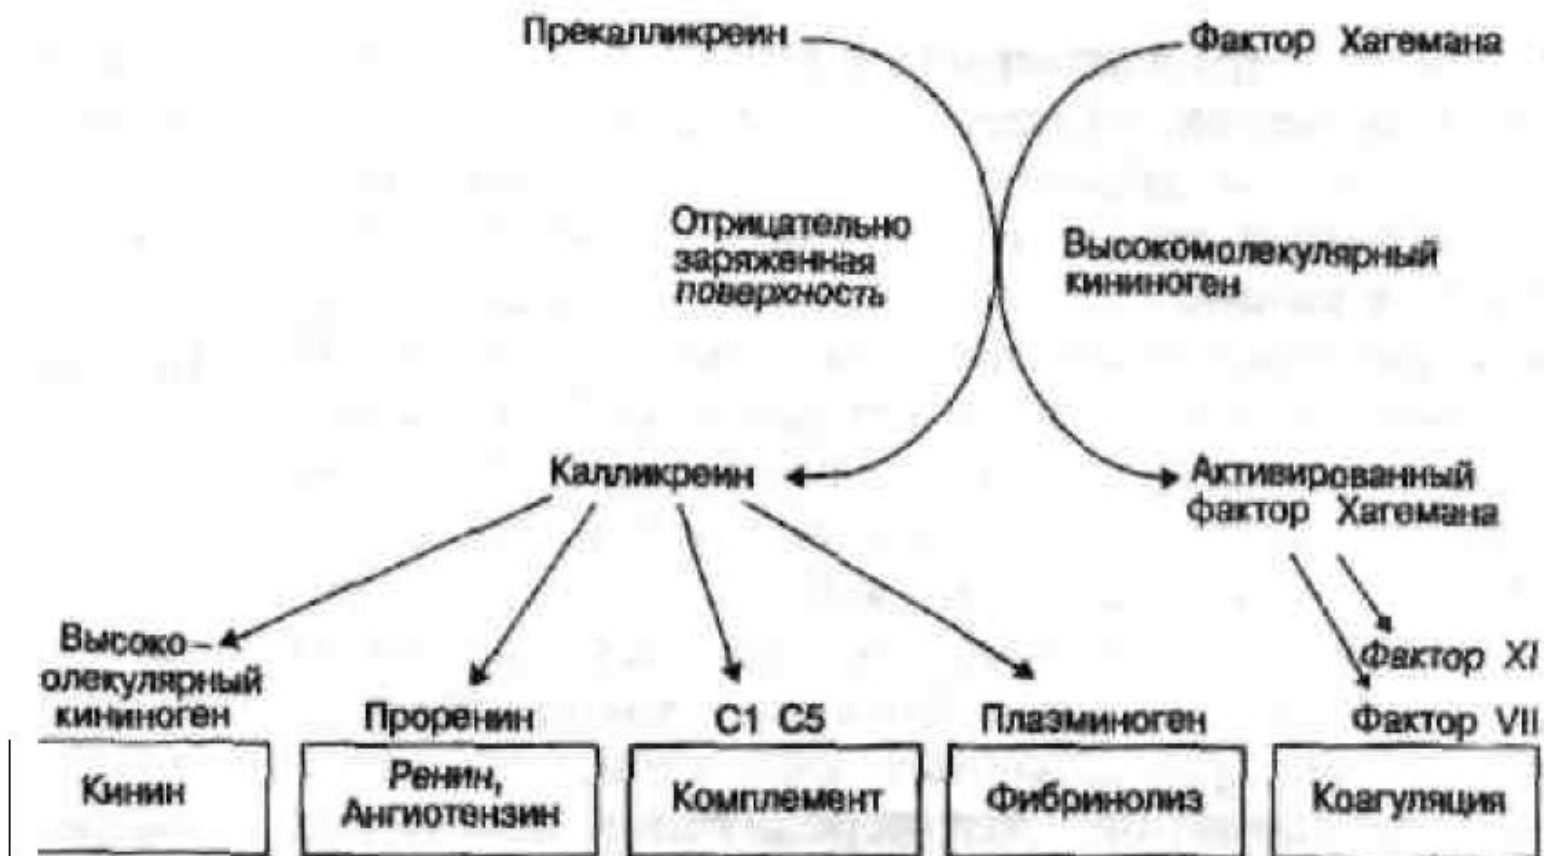 Прекалликреин
Фактор Хагемана
Отрицательно
заряженная
поверхность
Высокомолекулярный
кининоген
Калликреин
Активированный
фактор Хагемана
Высоко-
олекулярный
кининоген
Проренин
С1 С5
Плазминоген
Фактор XI
Фактор VII
Кинин
Ренин,
Ангиотензин
Комплемент
Фибринолиз
Коагуляция